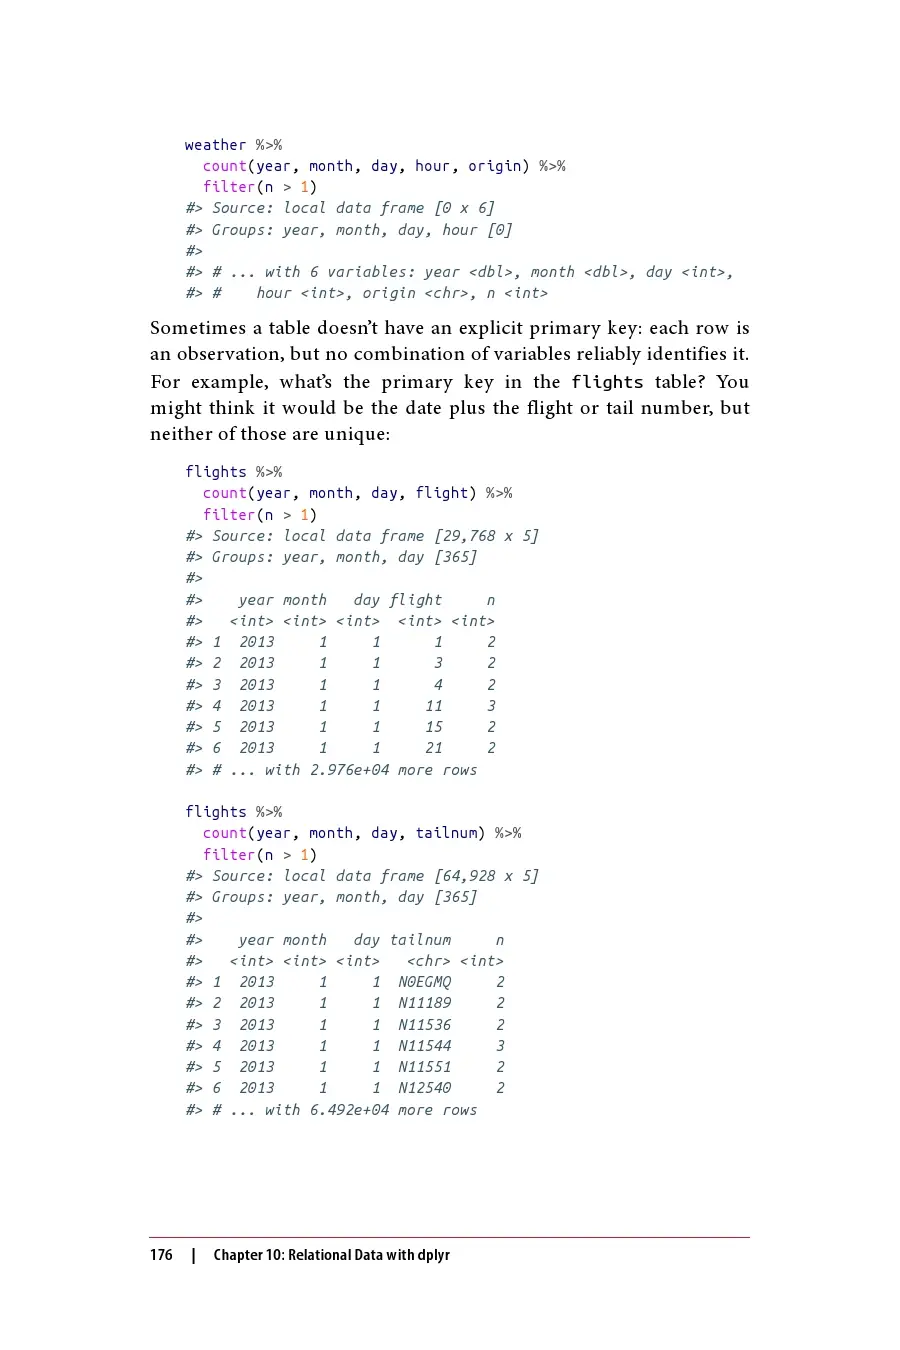 weather %>%
  count(year, month, day, hour, origin) %>%
  filter(n > 1)
#> Source: local data frame [0 x 6]
#> Groups: year, month, day, hour [0]
#>
#> # ... with 6 variables: year <dbl>, month <dbl>, day <int>,
#> #    hour <int>, origin <chr>, n <int>
Sometimes a table doesn’t have an explicit primary key: each row is
an observation, but no combination of variables reliably identifies it.
For example, what’s the primary key in the flights table? You
might think it would be the date plus the flight or tail number, but
neither of those are unique:
flights %>%
  count(year, month, day, flight) %>%
  filter(n > 1)
#> Source: local data frame [29,768 x 5]
#> Groups: year, month, day [365]
#>
#>    year month   day flight     n
#>   <int> <int> <int>  <int> <int>
#> 1  2013     1     1      1     2
#> 2  2013     1     1      3     2
#> 3  2013     1     1      4     2
#> 4  2013     1     1     11     3
#> 5  2013     1     1     15     2
#> 6  2013     1     1     21     2
#> # ... with 2.976e+04 more rows
flights %>%
  count(year, month, day, tailnum) %>%
  filter(n > 1)
#> Source: local data frame [64,928 x 5]
#> Groups: year, month, day [365]
#>
#>    year month   day tailnum     n
#>   <int> <int> <int>   <chr> <int>
#> 1  2013     1     1  N0EGMQ     2
#> 2  2013     1     1  N11189     2
#> 3  2013     1     1  N11536     2
#> 4  2013     1     1  N11544     3
#> 5  2013     1     1  N11551     2
#> 6  2013     1     1  N12540     2
#> # ... with 6.492e+04 more rows
176 | Chapter 10: Relational Data with dplyr